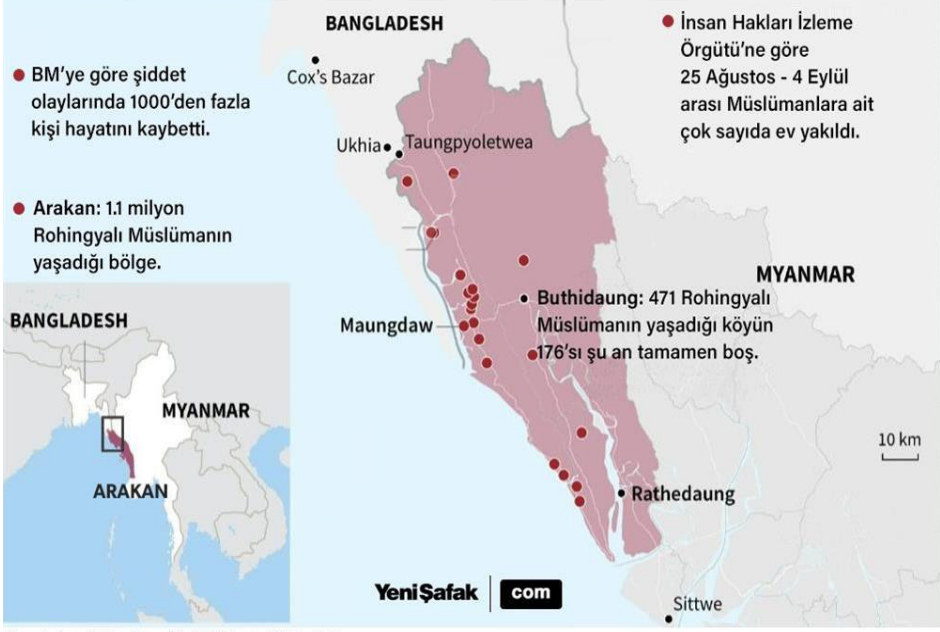 BANGLADESH
Cox's Bazar
● BM'ye göre şiddet
olaylarında 1000'den fazla
kişi hayatını kaybetti.
● İnsan Hakları İzleme
Örgütü'ne göre
25 Ağustos - 4 Eylül
arası Müslümanlara ait
çok sayıda ev yakıldı.
Ukhia
Taungpyoletwea
● Arakan: 1.1 milyon
Rohingyalı Müslümanın
yaşadığı bölge.
MYANMAR
Buthidaung: 471 Rohingyalı
Müslümanın yaşadığı köyün
176'sı şu an tamamen boş.
Maungdaw
BANGLADESH
MYANMAR
ARAKAN
10 km
Rathedaung
YeniŞafak com
Sittwe